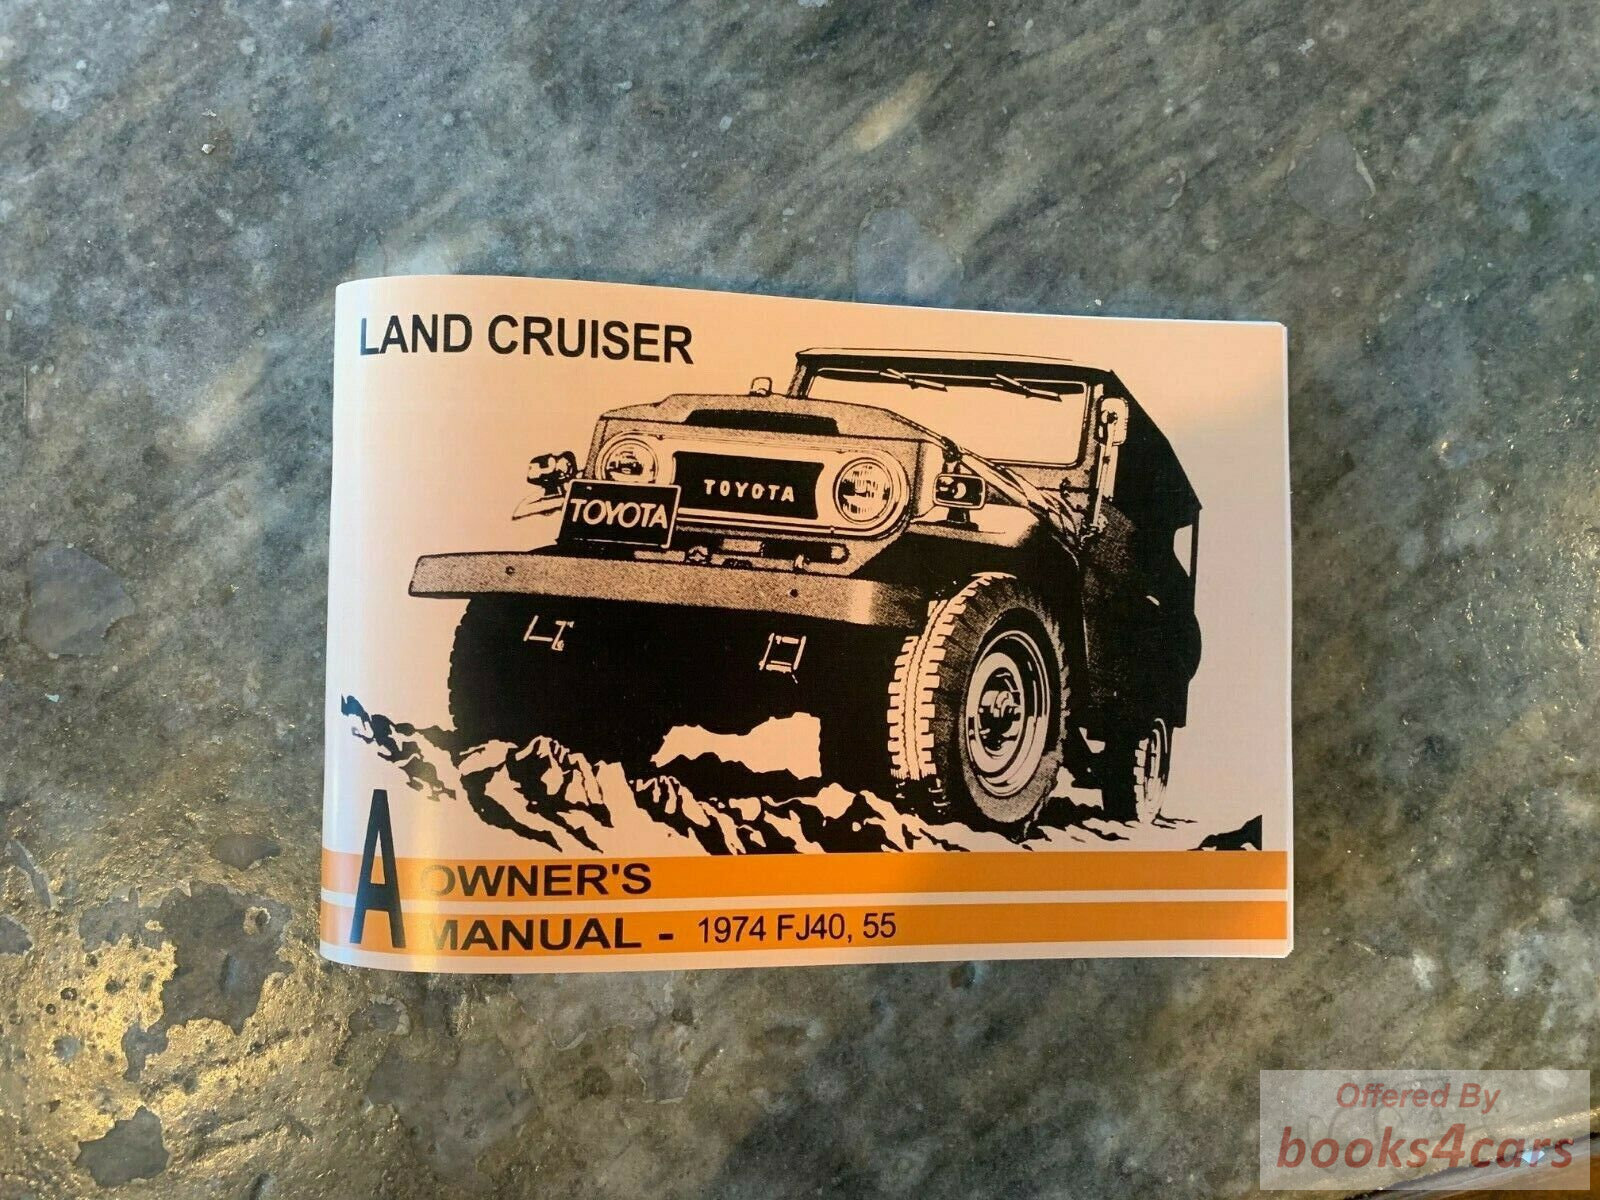 LAND CRUISER
TOYOTA
TOYOTA
A OWNER'S
MANUAL - 1974 FJ40, 55
Offered By
books4cars